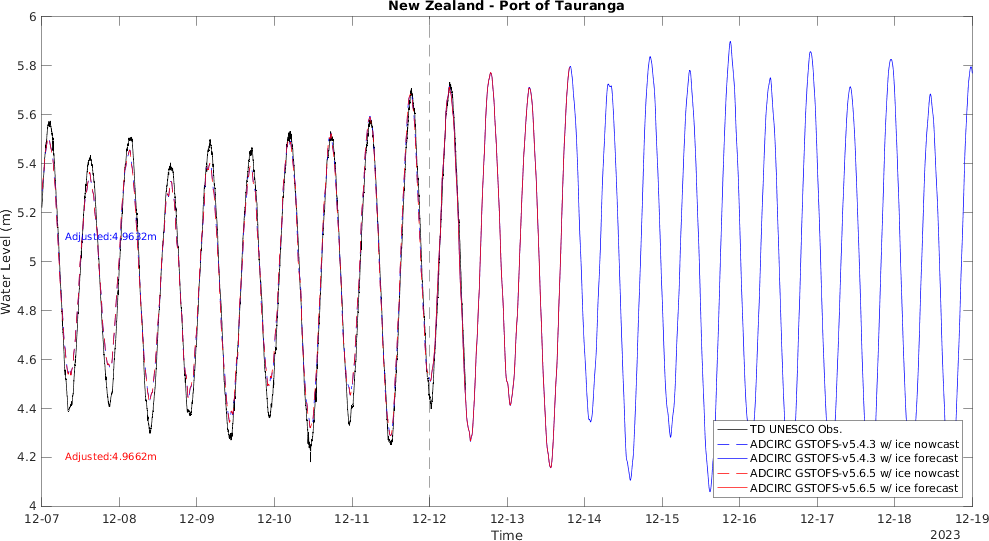 New Zealand - Port of Tauranga
Water Level (m)
6
5.8
5.6
5.4
5.2
5
4.8
4.6
4.4
4.2
4
Adjusted:4.9632m
Adjusted:4.9662m
TD UNESCO Obs.
ADCIRC GSTOFS-v5.4.3 w/ ice nowcast
ADCIRC GSTOFS-v5.4.3 w/ ice forecast
ADCIRC GSTOFS-v5.6.5 w/ ice nowcast
ADCIRC GSTOFS-v5.6.5 w/ ice forecast
12-07 12-08 12-09 12-10 12-11 12-12 12-13 12-14 12-15 12-16 12-17 12-18 12-19
Time
2023